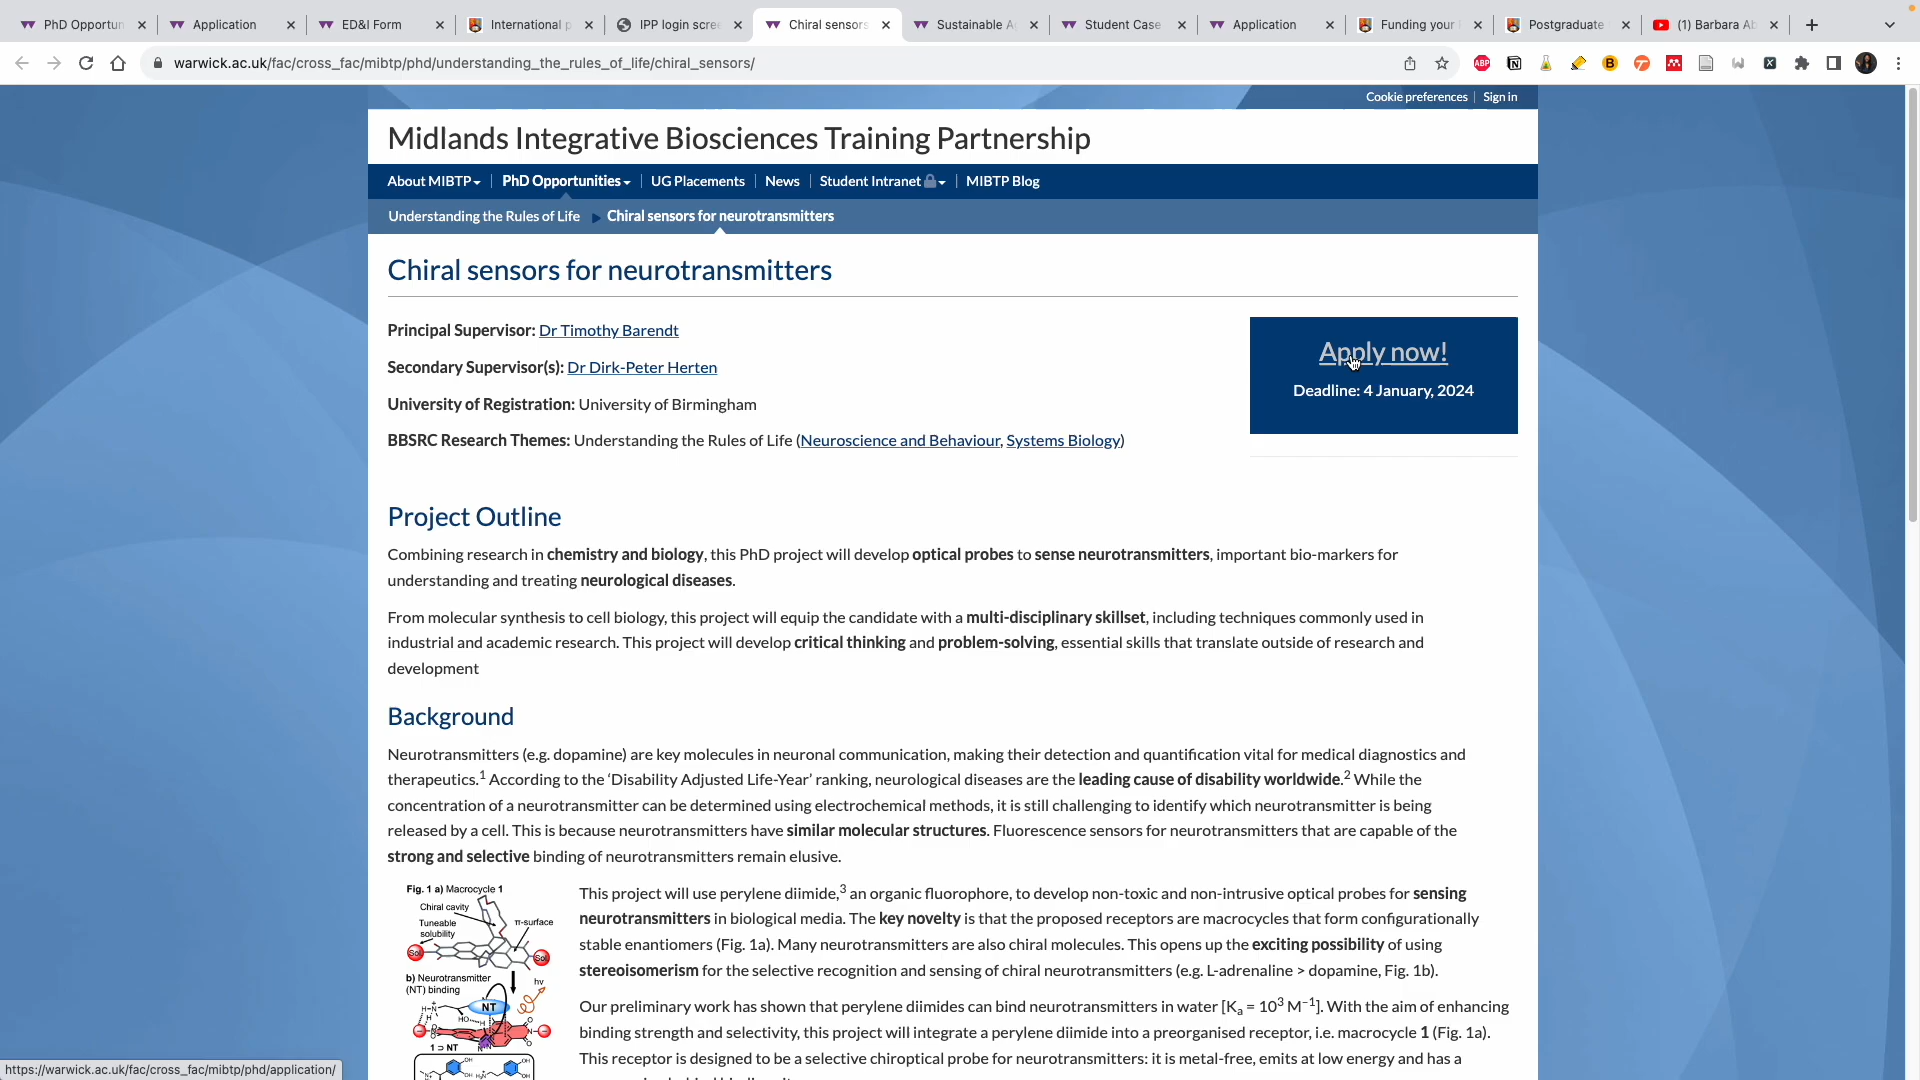 PhD Opportun
Application
ED&I Form
International p
IPP login scree
Chiral sensors
Sustainable A
Student Case
Application
Funding your
Postgraduate
(1) Barbara Ab
warwick.ac.uk/fac/cross_fac/mibtp/phd/understanding_the_rules_of_life/chiral_sensors/
Cookie preferences | Sign in
Midlands Integrative Biosciences Training Partnership
About MIBTP | PhD Opportunities | UG Placements | News | Student Intranet | MIBTP Blog
Understanding the Rules of Life Chiral sensors for neurotransmitters
Chiral sensors for neurotransmitters
Principal Supervisor: Dr Timothy Barendt
Secondary Supervisor(s): Dr Dirk-Peter Herten
University of Registration: University of Birmingham
BBSRC Research Themes: Understanding the Rules of Life (Neuroscience and Behaviour, Systems Biology)
Apply now!
Deadline: 4 January, 2024
Project Outline
Combining research in chemistry and biology, this PhD project will develop optical probes to sense neurotransmitters, important bio-markers for
understanding and treating neurological diseases.
From molecular synthesis to cell biology, this project will equip the candidate with a multi-disciplinary skillset, including techniques commonly used in
industrial and academic research. This project will develop critical thinking and problem-solving, essential skills that translate outside of research and
development
Background
Neurotransmitters (e.g. dopamine) are key molecules in neuronal communication, making their detection and quantification vital for medical diagnostics and
therapeutics.1 According to the ‘Disability Adjusted Life-Year’ ranking, neurological diseases are the leading cause of disability worldwide.2 While the
concentration of a neurotransmitter can be determined using electrochemical methods, it is still challenging to identify which neurotransmitter is being
released by a cell. This is because neurotransmitters have similar molecular structures. Fluorescence sensors for neurotransmitters that are capable of the
strong and selective binding of neurotransmitters remain elusive.
Fig. 1 a) Macrocycle 1
Chiral cavity
π-surface
Tuneable
solubility
Sol
Sol
b) Neurotransmitter
(NT) binding
hv
NT
1 ⊃ NT
This project will use perylene diimide,3 an organic fluorophore, to develop non-toxic and non-intrusive optical probes for sensing
neurotransmitters in biological media. The key novelty is that the proposed receptors are macrocycles that form configurationally
stable enantiomers (Fig. 1a). Many neurotransmitters are also chiral molecules. This opens up the exciting possibility of using
stereoisomerism for the selective recognition and sensing of chiral neurotransmitters (e.g. L-adrenaline > dopamine, Fig. 1b).
Our preliminary work has shown that perylene diimides can bind neurotransmitters in water [Ka = 103 M−1]. With the aim of enhancing
binding strength and selectivity, this project will integrate a perylene diimide into a preorganised receptor, i.e. macrocycle 1 (Fig. 1a).
This receptor is designed to be a selective chiroptical probe for neurotransmitters: it is metal-free, emits at low energy and has a
https://warwick.ac.uk/fac/cross_fac/mibtp/phd/application/